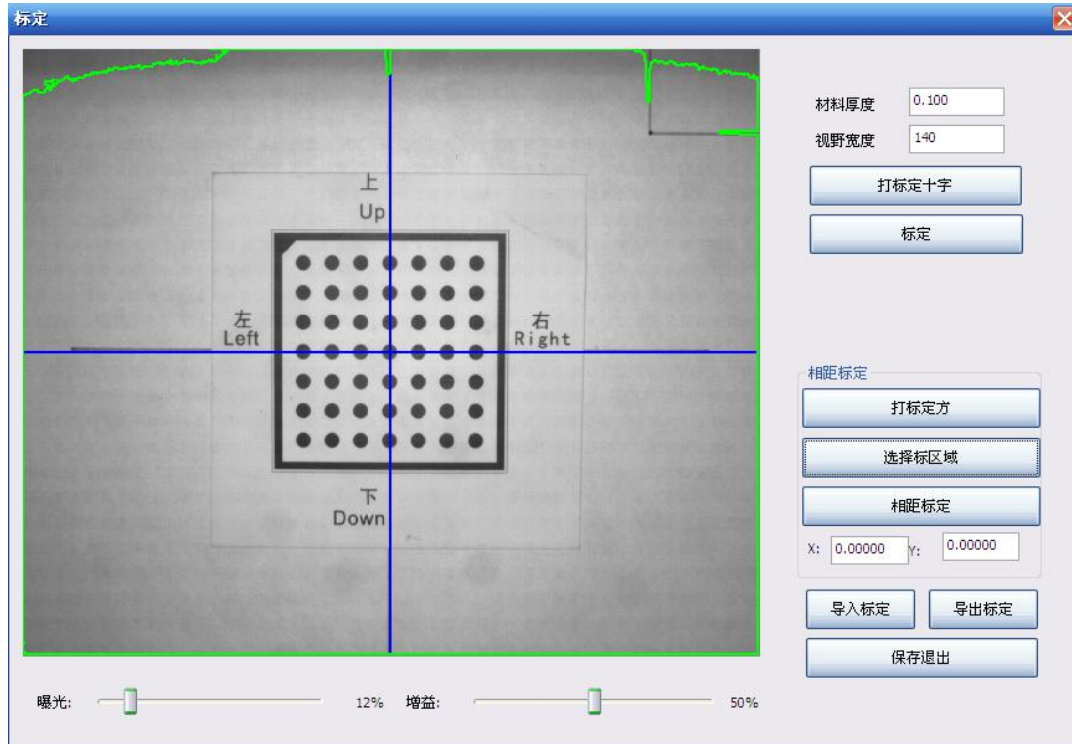 标定
上
Up
左
Left
右
Right
下
Down
材料厚度 0.100
视野宽度 140
打标定十字
标定
相距标定
打标定方
选择标区域
相距标定
X: 0.00000 Y: 0.00000
导入标定 导出标定
保存退出
曝光: 12% 增益: 50%